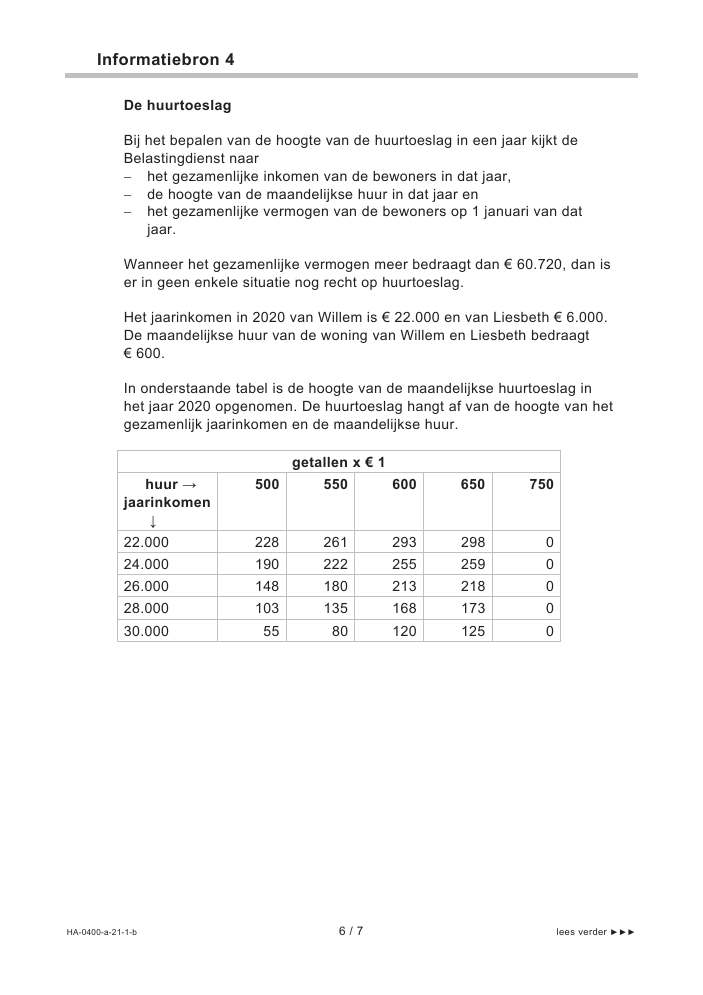 Informatiebron 4
De huurtoeslag
Bij het bepalen van de hoogte van de huurtoeslag in een jaar kijkt de
Belastingdienst naar
– het gezamenlijke inkomen van de bewoners in dat jaar,
– de hoogte van de maandelijkse huur in dat jaar en
– het gezamenlijke vermogen van de bewoners op 1 januari van dat
jaar.
Wanneer het gezamenlijke vermogen meer bedraagt dan € 60.720, dan is
er in geen enkele situatie nog recht op huurtoeslag.
Het jaarinkomen in 2020 van Willem is € 22.000 en van Liesbeth € 6.000.
De maandelijkse huur van de woning van Willem en Liesbeth bedraagt
€ 600.
In onderstaande tabel is de hoogte van de maandelijkse huurtoeslag in
het jaar 2020 opgenomen. De huurtoeslag hangt af van de hoogte van het
gezamenlijk jaarinkomen en de maandelijkse huur.
getallen x € 1
huur → 500 550 600 650 750
jaarinkomen
↓
22.000 228 261 293 298 0
24.000 190 222 255 259 0
26.000 148 180 213 218 0
28.000 103 135 168 173 0
30.000 55 80 120 125 0
HA-0400-a-21-1-b 6 / 7 lees verder ►►►